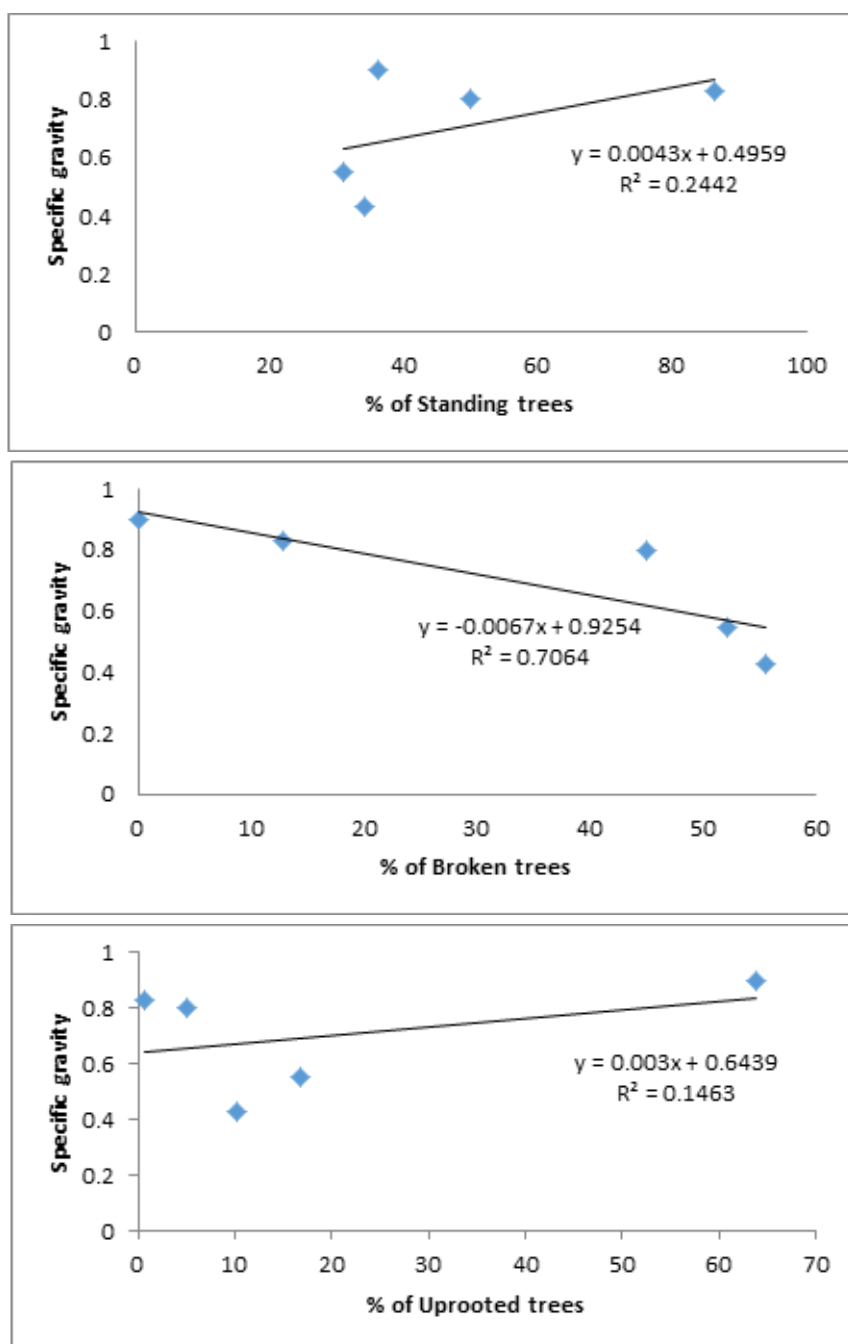 1
0.8
0.6
0.4
0.2
0
Specific gravity
y = 0.0043x + 0.4959
R² = 0.2442
0 20 40 60 80 100
% of Standing trees
1
0.8
0.6
0.4
0.2
0
Specific gravity
y = -0.0067x + 0.9254
R² = 0.7064
0 10 20 30 40 50 60
% of Broken trees
1
0.8
0.6
0.4
0.2
0
Specific gravity
y = 0.003x + 0.6439
R² = 0.1463
0 10 20 30 40 50 60 70
% of Uprooted trees